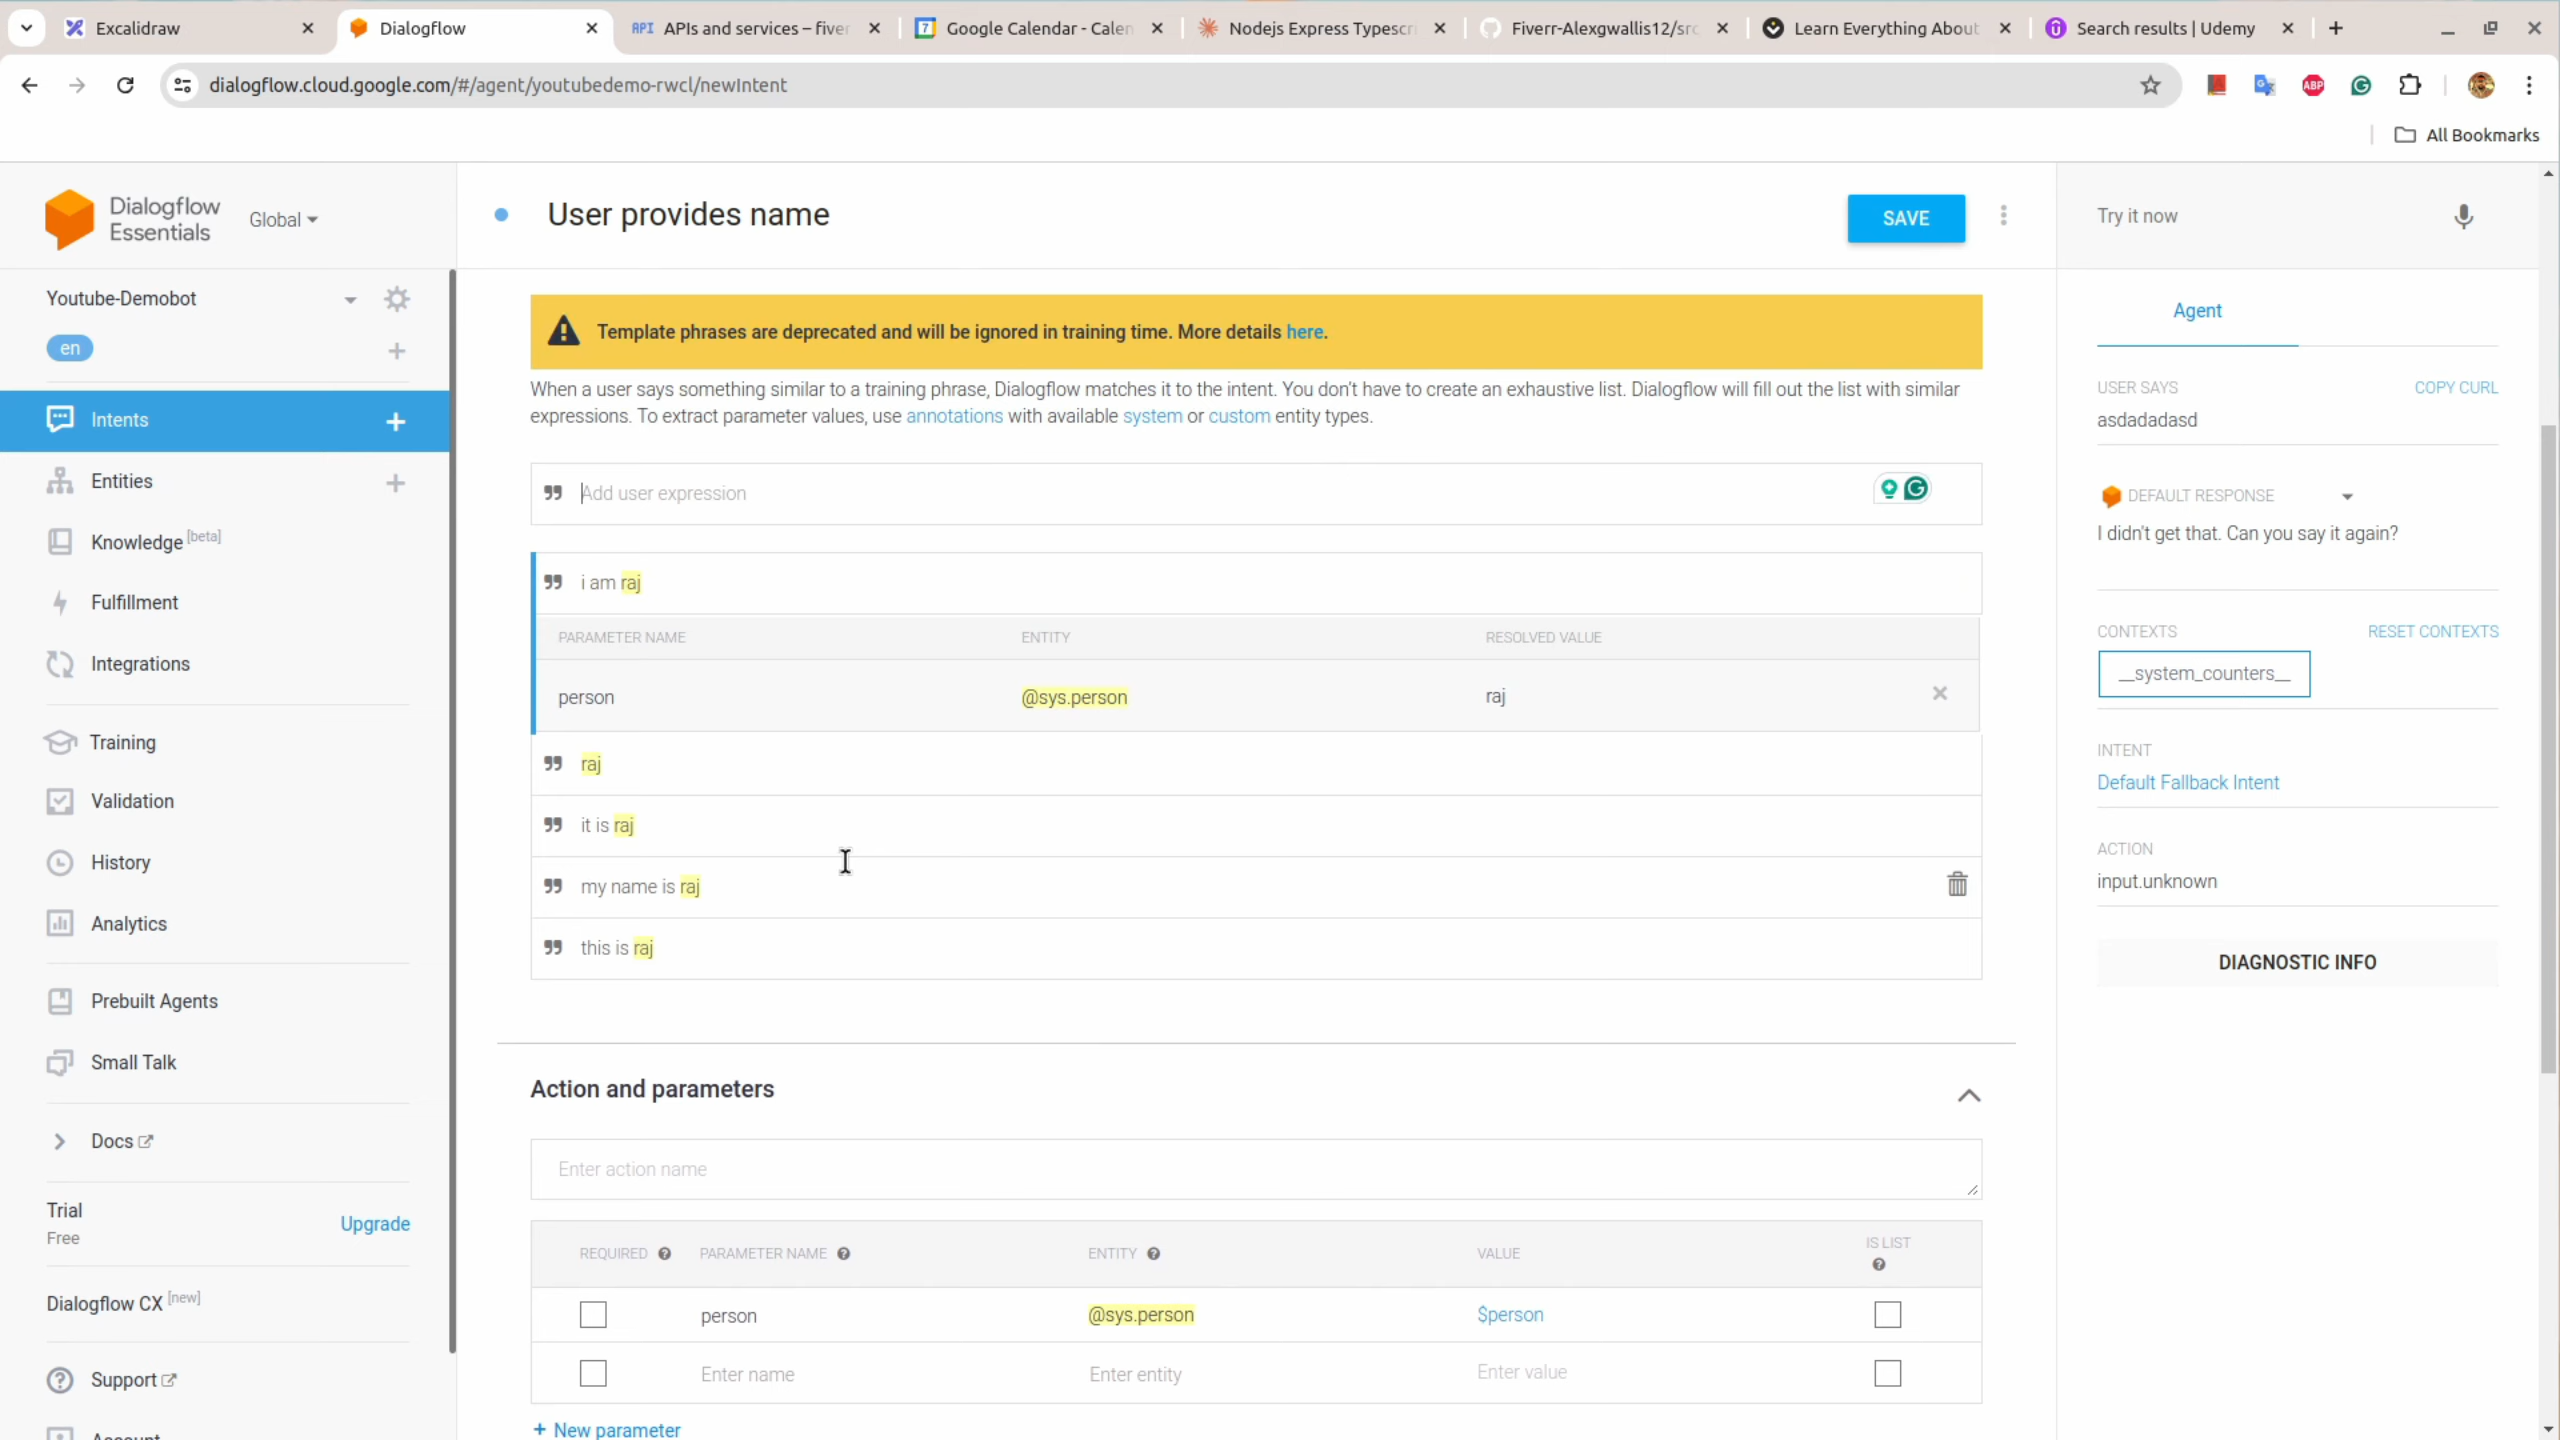 Excalidraw
Dialogflow
API APIs and services – fiver
7 Google Calendar - Calen
Nodejs Express Typescri
Fiverr-Alexgwallis12/src
Learn Everything About
Search results | Udemy
dialogflow.cloud.google.com/#/agent/youtubedemo-rwcl/newIntent
ABP
All Bookmarks
Dialogflow
Essentials
Global
Youtube-Demobot
en
Intents
Entities
Knowledge [beta]
Fulfillment
Integrations
Training
Validation
History
Analytics
Prebuilt Agents
Small Talk
Docs
Trial
Free
Upgrade
Dialogflow CX [new]
Support
User provides name
SAVE
Template phrases are deprecated and will be ignored in training time. More details here.
When a user says something similar to a training phrase, Dialogflow matches it to the intent. You don't have to create an exhaustive list. Dialogflow will fill out the list with similar
expressions. To extract parameter values, use annotations with available system or custom entity types.
Add user expression
i am raj
PARAMETER NAME ENTITY RESOLVED VALUE
person @sys.person raj
raj
it is raj
my name is raj
this is raj
Action and parameters
Enter action name
REQUIRED PARAMETER NAME ENTITY VALUE IS LIST
person @sys.person $person
Enter name Enter entity Enter value
+ New parameter
Try it now
Agent
USER SAYS COPY CURL
asdadadasd
DEFAULT RESPONSE
I didn't get that. Can you say it again?
CONTEXTS RESET CONTEXTS
__system_counters__
INTENT
Default Fallback Intent
ACTION
input.unknown
DIAGNOSTIC INFO